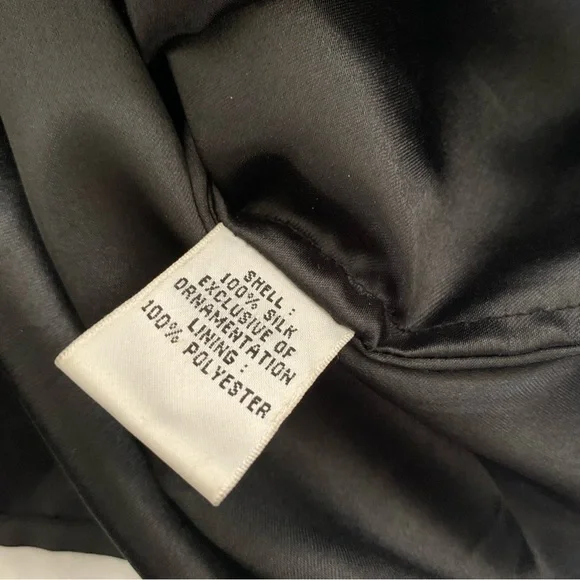 SHELL :
100% SILK
EXCLUSIVE OF
ORNAMENTATION
LINING :
100% POLYESTER